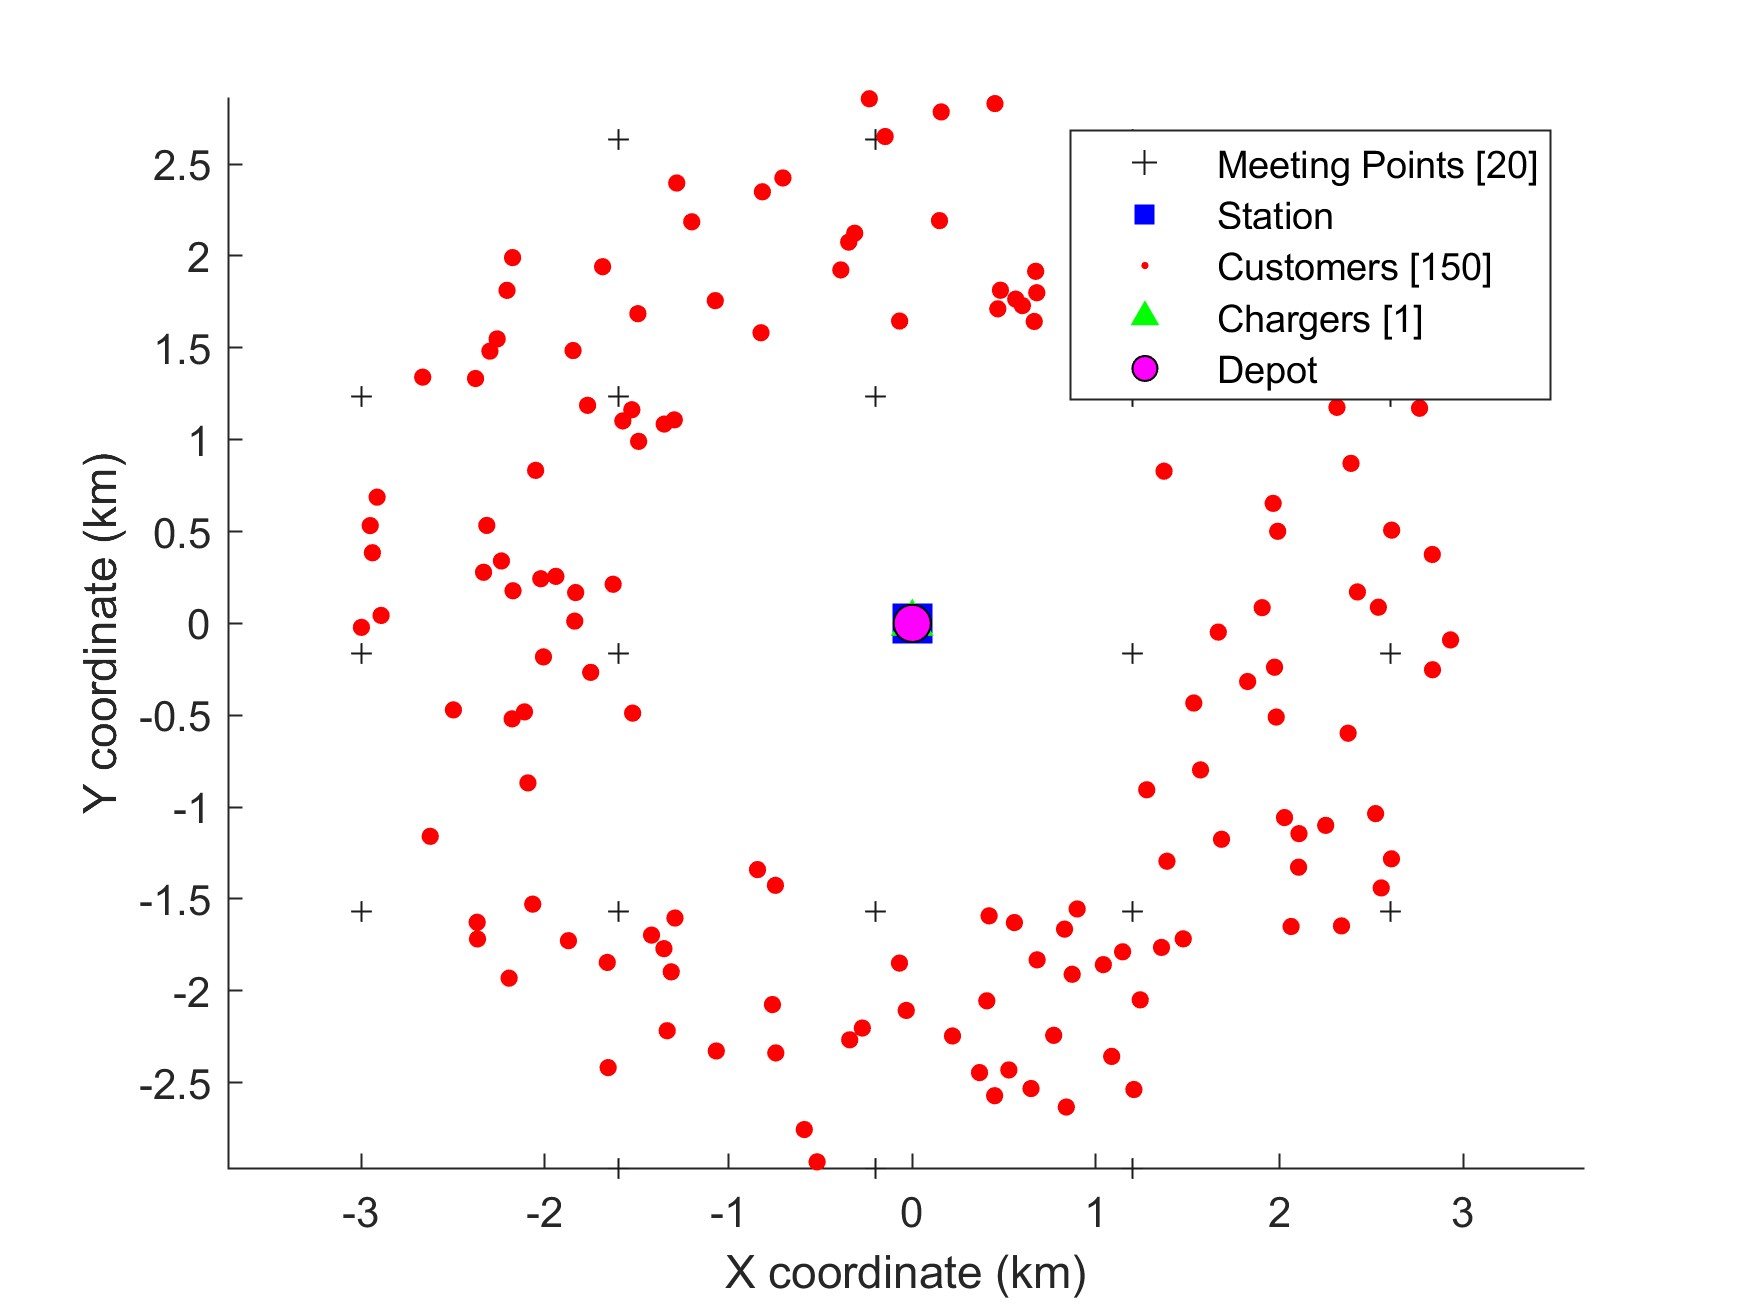 2.5
2
1.5
1
0.5
0
-0.5
-1
-1.5
-2
-2.5
Y coordinate (km)
-3 -2 -1 0 1 2 3
X coordinate (km)
Meeting Points [20]
Station
Customers [150]
Chargers [1]
Depot